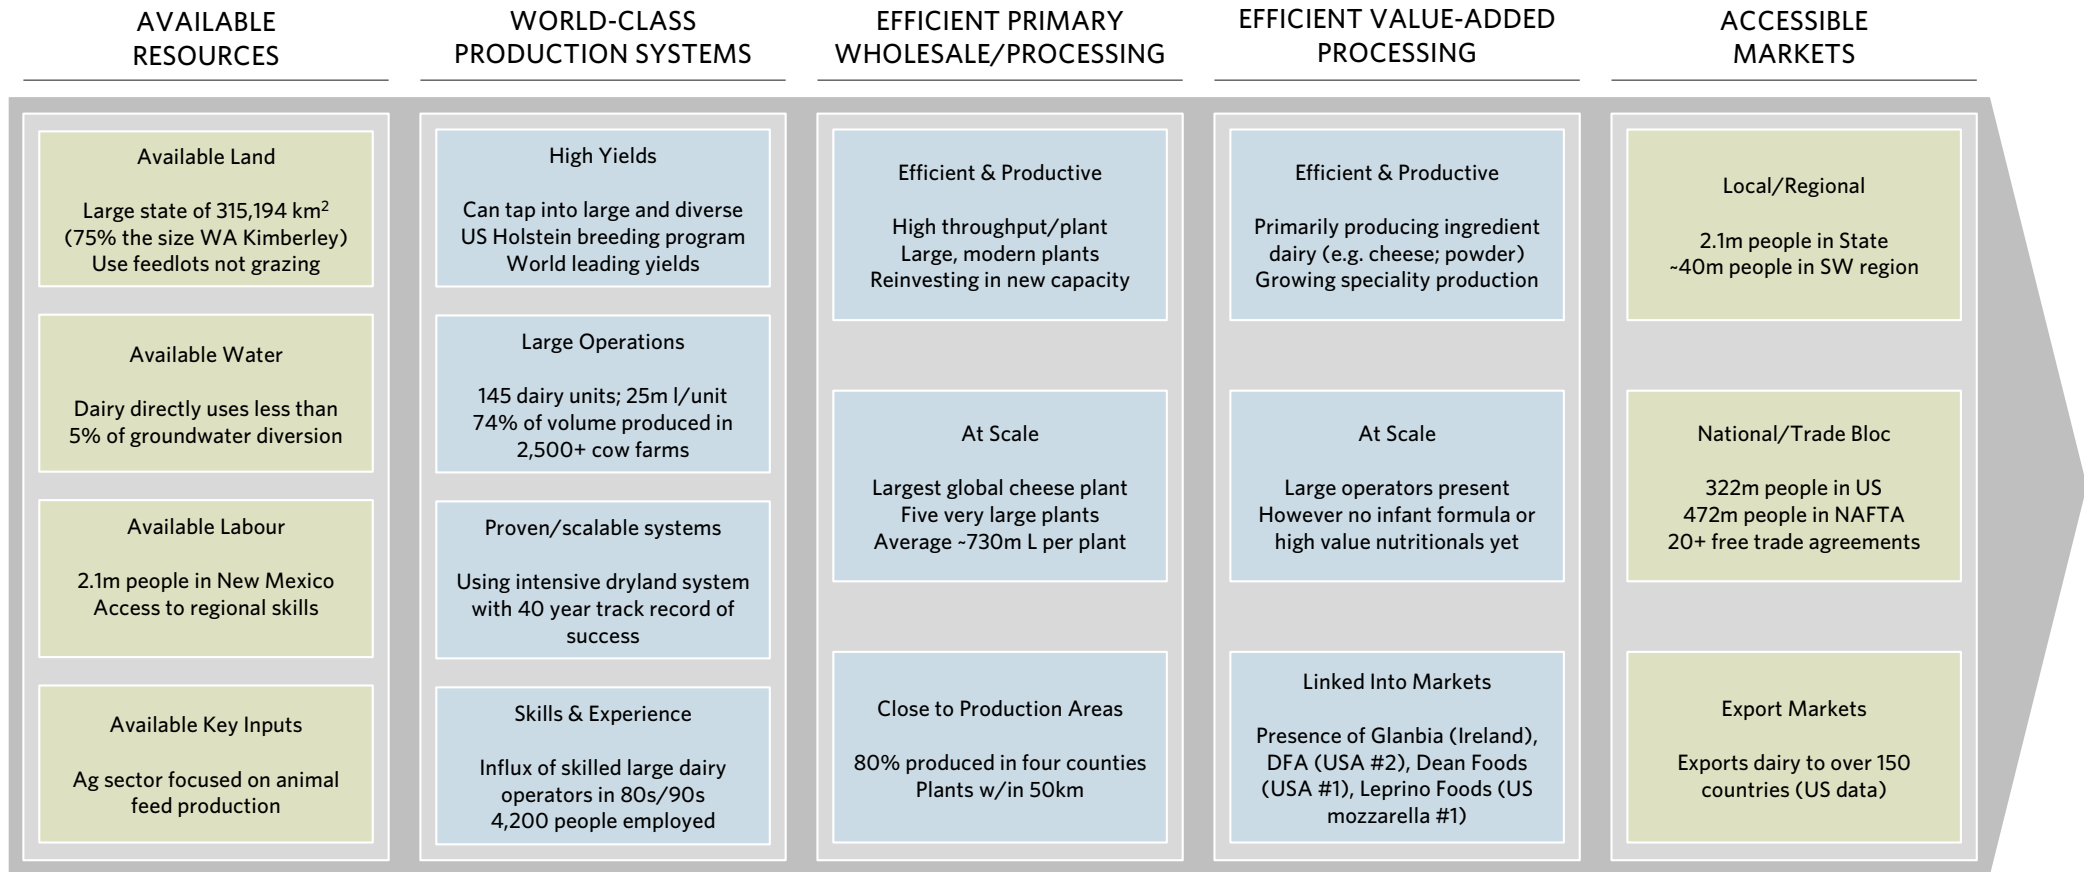 AVAILABLE
RESOURCES
WORLD-CLASS
PRODUCTION SYSTEMS
EFFICIENT PRIMARY
WHOLESALE/PROCESSING
EFFICIENT VALUE-ADDED
PROCESSING
ACCESSIBLE
MARKETS
Available Land
Large state of 315,194 km²
(75% the size WA Kimberley)
Use feedlots not grazing
Available Water
Dairy directly uses less than
5% of groundwater diversion
Available Labour
2.1m people in New Mexico
Access to regional skills
Available Key Inputs
Ag sector focused on animal
feed production
High Yields
Can tap into large and diverse
US Holstein breeding program
World leading yields
Large Operations
145 dairy units; 25m l/unit
74% of volume produced in
2,500+ cow farms
Proven/scalable systems
Using intensive dryland system
with 40 year track record of
success
Skills & Experience
Influx of skilled large dairy
operators in 80s/90s
4,200 people employed
Efficient & Productive
High throughput/plant
Large, modern plants
Reinvesting in new capacity
At Scale
Largest global cheese plant
Five very large plants
Average ~730m L per plant
Close to Production Areas
80% produced in four counties
Plants w/in 50km
Efficient & Productive
Primarily producing ingredient
dairy (e.g. cheese; powder)
Growing speciality production
At Scale
Large operators present
However no infant formula or
high value nutritionals yet
Linked Into Markets
Presence of Glanbia (Ireland),
DFA (USA #2), Dean Foods
(USA #1), Leprino Foods (US
mozzarella #1)
Local/Regional
2.1m people in State
~40m people in SW region
National/Trade Bloc
322m people in US
472m people in NAFTA
20+ free trade agreements
Export Markets
Exports dairy to over 150
countries (US data)